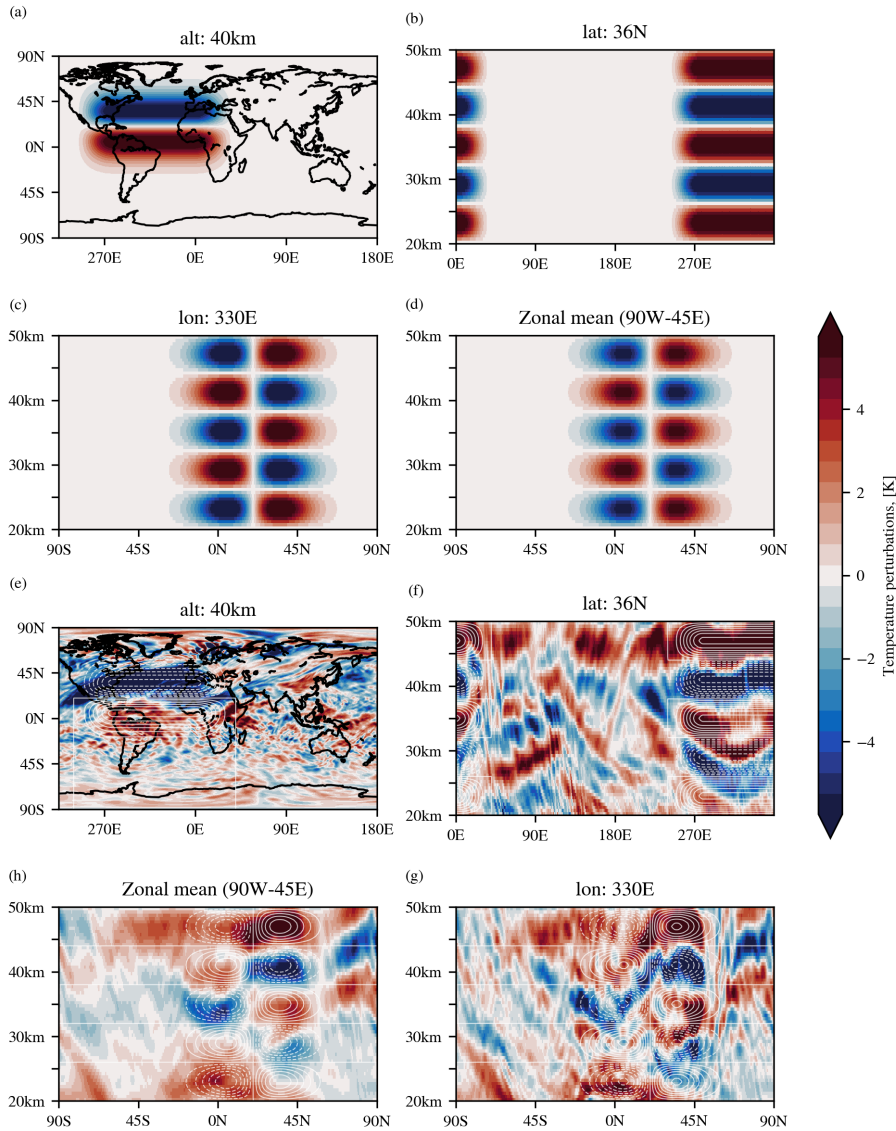 (a)
alt: 40km
90N
45N
0N
45S
90S
270E
0E
90E
180E
(b)
lat: 36N
50km
40km
30km
20km
0E
90E
180E
270E
(c)
lon: 330E
50km
40km
30km
20km
90S
45S
0N
45N
90N
(d)
Zonal mean (90W-45E)
50km
40km
30km
20km
90S
45S
0N
45N
90N
(e)
alt: 40km
90N
45N
0N
45S
90S
270E
0E
90E
180E
(f)
lat: 36N
50km
40km
30km
20km
0E
90E
180E
270E
(h)
Zonal mean (90W-45E)
50km
40km
30km
20km
90S
45S
0N
45N
90N
(g)
lon: 330E
50km
40km
30km
20km
90S
45S
0N
45N
90N
4
2
0
−2
−4
Temperature perturbations, [K]